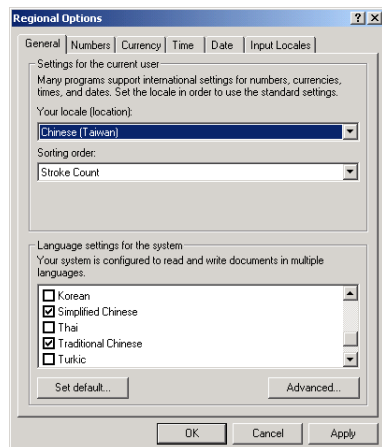 Regional Options
General Numbers Currency Time Date Input Locales
Settings for the current user
Many programs support international settings for numbers, currencies,
times, and dates. Set the locale in order to use the standard settings.
Your locale (location):
Chinese (Taiwan)
Sorting order:
Stroke Count
Language settings for the system
Your system is configured to read and write documents in multiple
languages.
Korean
Simplified Chinese
Thai
Traditional Chinese
Turkic
Set default... Advanced...
OK Cancel Apply